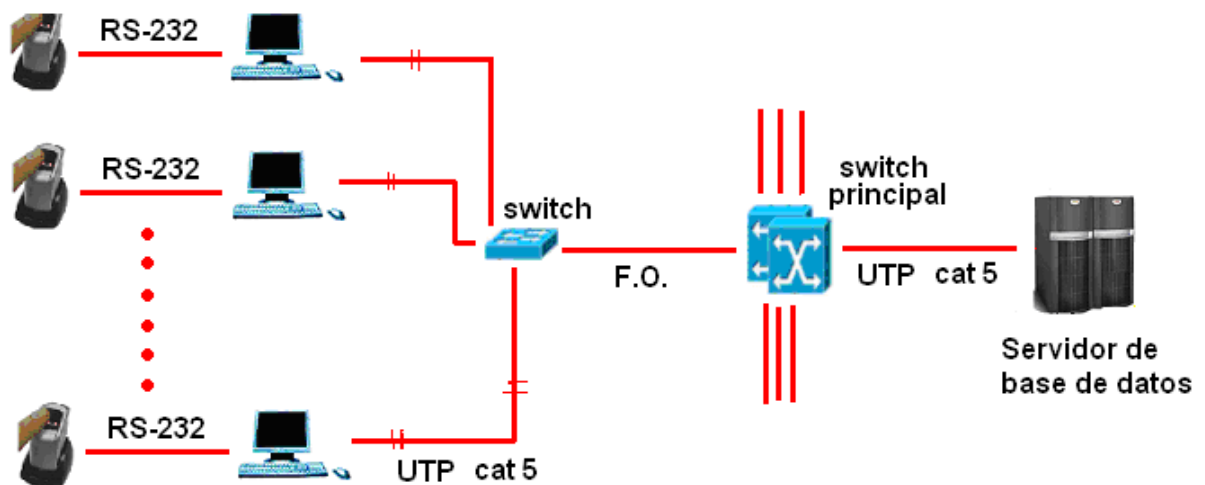 RS-232
RS-232
switch
principal
switch
F.O.
UTP cat 5
Servidor de
base de datos
RS-232
UTP cat 5